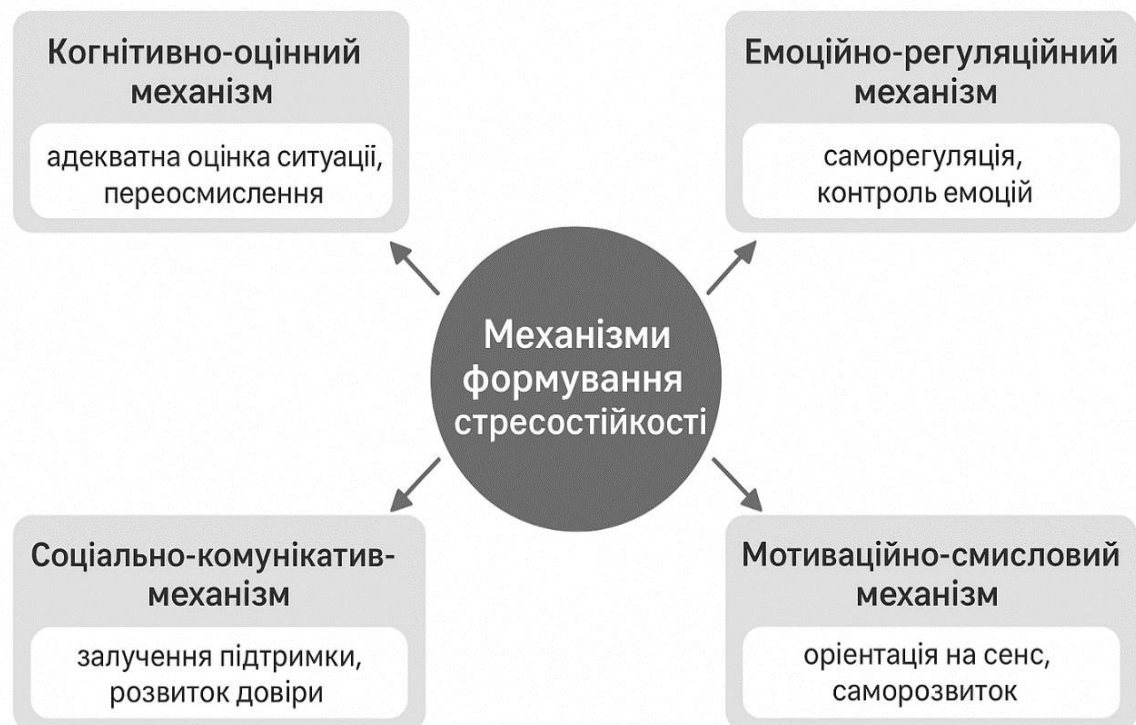 Когнітивно-оцінний
механізм
адекватна оцінка ситуації,
переосмислення
Емоційно-регуляційний
механізм
саморегуляція,
контроль емоцій
Механізми
формування
стресостійкості
Соціально-комунікатив-
механізм
залучення підтримки,
розвиток довіри
Мотиваційно-смисловий
механізм
оріентація на сенс,
саморозвиток